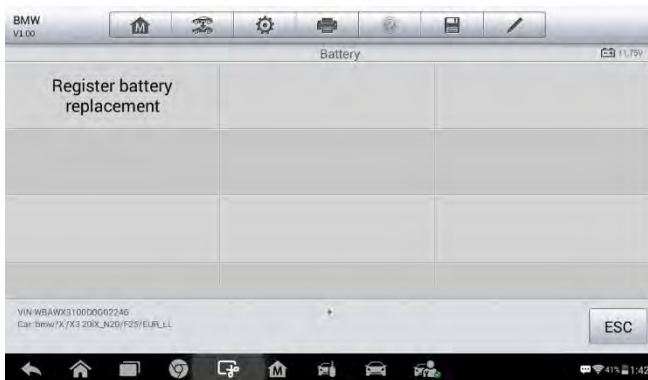 BMW
V1.00
M
Battery
11.75V
Register battery
replacement
VIN:WBAWX3100D0G02246
Car:bmw/X/X3 20iX_N20/F25/EUR_LL
ESC
M
41%
1:42